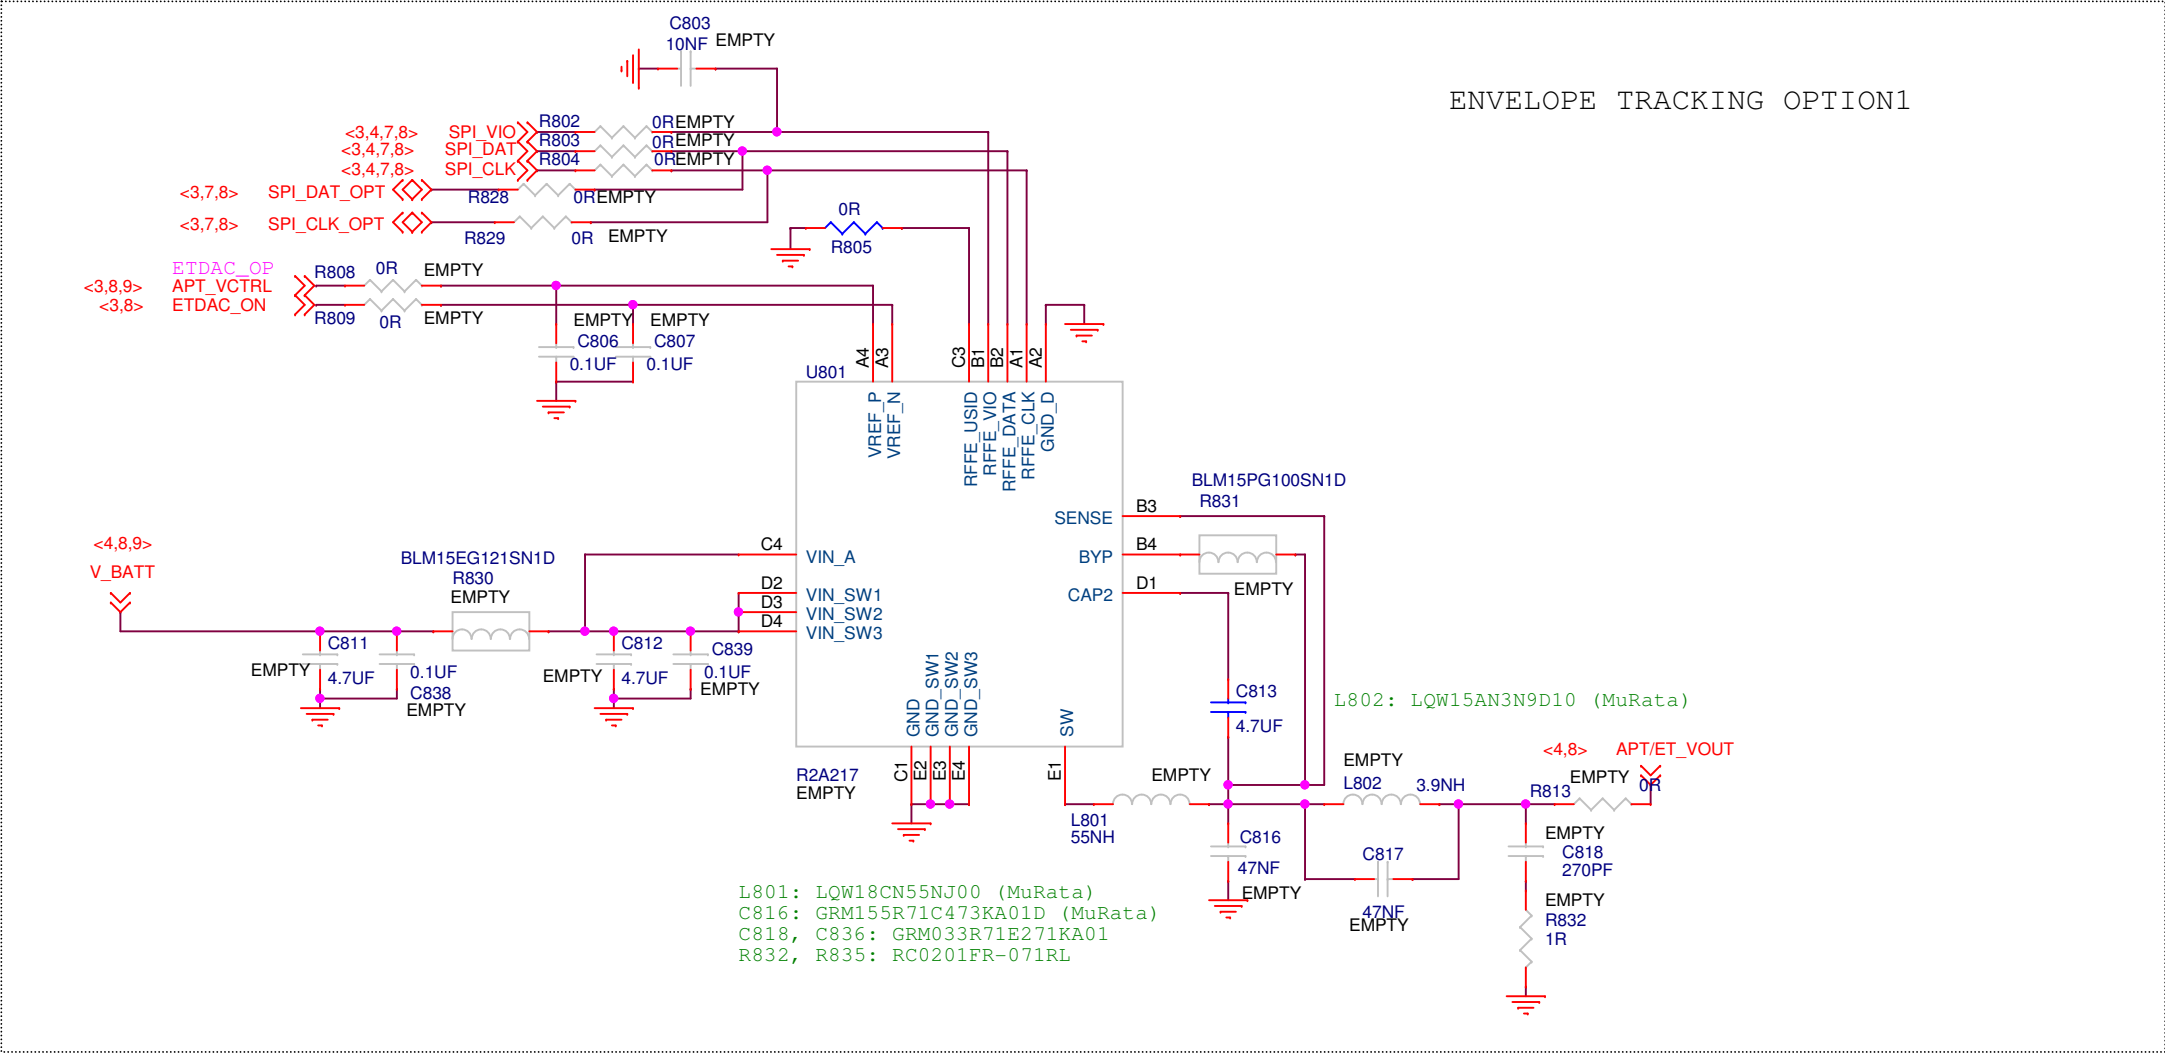 C803
10NF EMPTY
ENVELOPE TRACKING OPTION1
<3,4,7,8> SPI_VIO R802 0R EMPTY
<3,4,7,8> SPI_DAT R803 0R EMPTY
<3,4,7,8> SPI_CLK R804 0R EMPTY
<3,7,8> SPI_DAT_OPT R828 0R EMPTY
<3,7,8> SPI_CLK_OPT R829 0R EMPTY
0R
R805
ETDAC_OP
<3,8,9> APT_VCTRL R808 0R EMPTY
<3,8> ETDAC_ON R809 0R EMPTY
EMPTY
C806
0.1UF
EMPTY
C807
0.1UF
A4
A3
C3
B1
B2
A1
A2
U801
VREF_P
VREF_N
RFFE_USID
RFFE_VIO
RFFE_DATA
RFFE_CLK
GND_D
BLM15PG100SN1D
R831
SENSE B3
BYP B4
EMPTY
CAP2 D1
<4,8,9>
V_BATT
BLM15EG121SN1D
R830
EMPTY
C4 VIN_A
D2 VIN_SW1
D3 VIN_SW2
D4 VIN_SW3
C811
EMPTY
4.7UF
0.1UF
C838
EMPTY
C812
EMPTY
4.7UF
C839
0.1UF
EMPTY
GND
GND_SW1
GND_SW2
GND_SW3
SW
C1
E2
E3
E4
E1
R2A217
EMPTY
C813
4.7UF
L802: LQW15AN3N9D10 (MuRata)
<4,8> APT/ET_VOUT
EMPTY
L801
55NH
EMPTY
L802 3.9NH
EMPTY
R813 0R
C816
47NF
EMPTY
C817
47NF
EMPTY
EMPTY
C818
270PF
EMPTY
R832
1R
L801: LQW18CN55NJ00 (MuRata)
C816: GRM155R71C473KA01D (MuRata)
C818, C836: GRM033R71E271KA01
R832, R835: RC0201FR-071RL